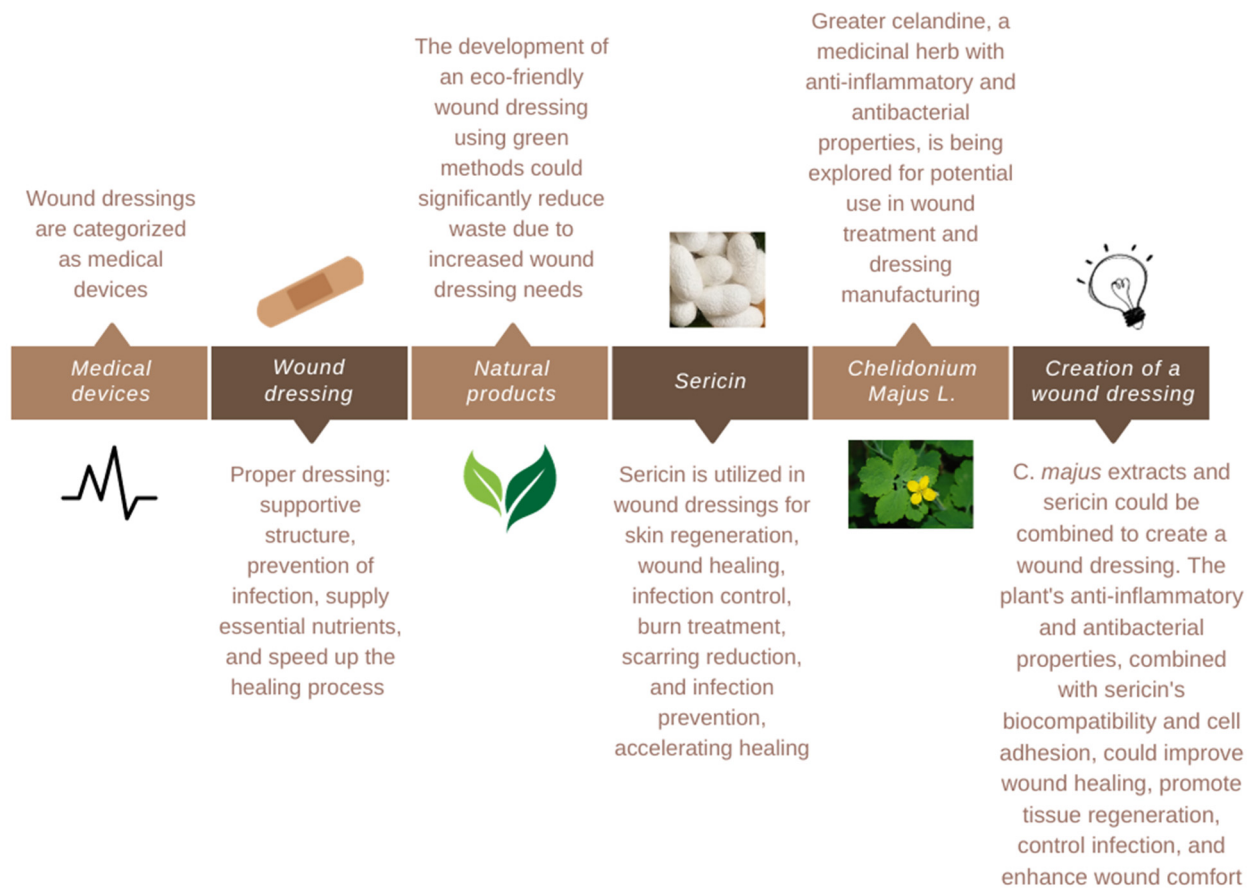 Wound dressings
are categorized
as medical
devices
Medical
devices
Wound
dressing
Proper dressing:
supportive
structure,
prevention of
infection, supply
essential nutrients,
and speed up the
healing process
The development of
an eco-friendly
wound dressing
using green
methods could
significantly reduce
waste due to
increased wound
dressing needs
Natural
products
Sericin
Sericin is utilized in
wound dressings for
skin regeneration,
wound healing,
infection control,
burn treatment,
scarring reduction,
and infection
prevention,
accelerating healing
Greater celandine, a
medicinal herb with
anti-inflammatory and
antibacterial
properties, is being
explored for potential
use in wound
treatment and
dressing
manufacturing
Chelidonium
Majus L.
Creation of a
wound dressing
C. majus extracts and
sericin could be
combined to create a
wound dressing. The
plant's anti-inflammatory
and antibacterial
properties, combined
with sericin's
biocompatibility and cell
adhesion, could improve
wound healing, promote
tissue regeneration,
control infection, and
enhance wound comfort